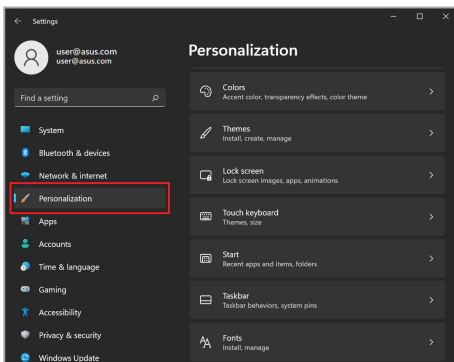 Settings
user@asus.com
user@asus.com
Find a setting
System
Bluetooth & devices
Network & internet
Personalization
Apps
Accounts
Time & language
Gaming
Accessibility
Privacy & security
Windows Update
Personalization
Colors
Accent color, transparency effects, color theme
Themes
Install, create, manage
Lock screen
Lock screen images, apps, animations
Touch keyboard
Themes, size
Start
Recent apps and items, folders
Taskbar
Taskbar behaviors, system pins
Fonts
Install, manage